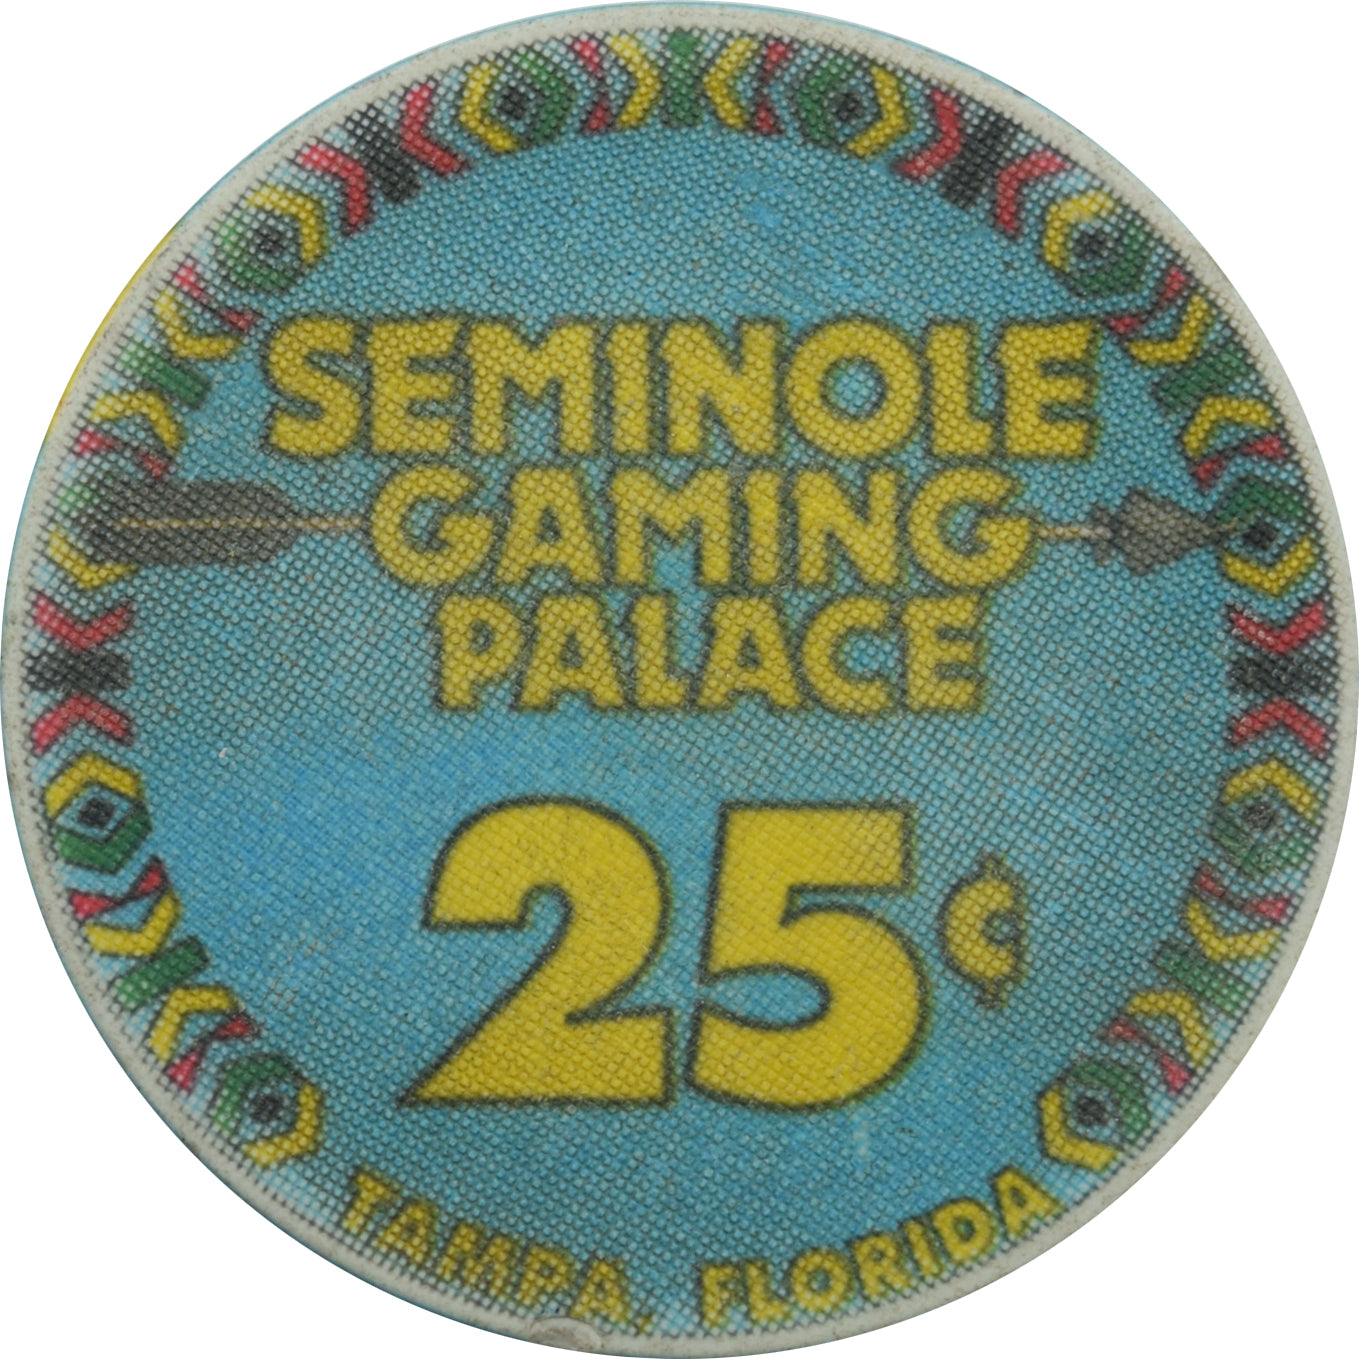 SEMINOLE
GAMING
PALACE
25¢
TAMPA, FLORIDA